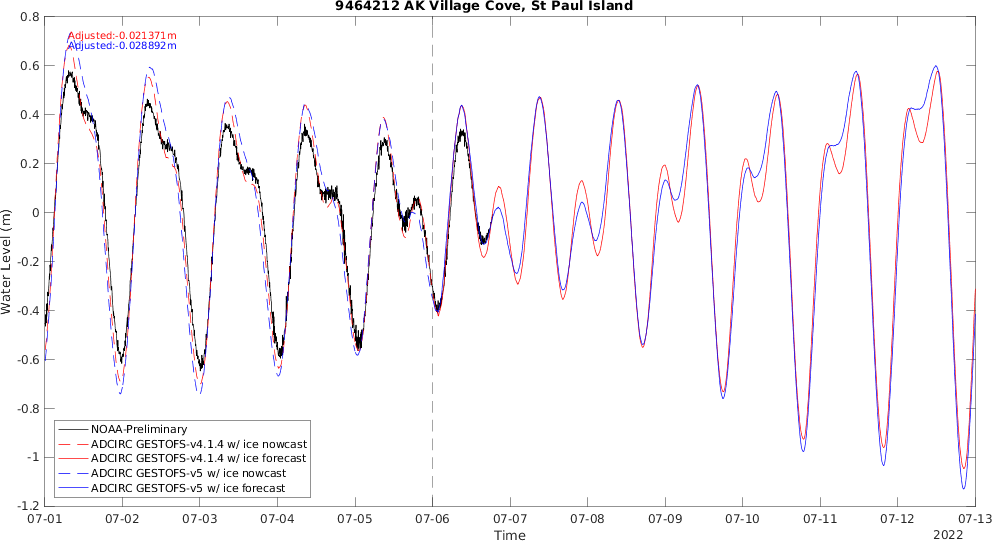 9464212 AK Village Cove, St Paul Island
Adjusted:-0.021371m
Adjusted:-0.028892m
0.8
0.6
0.4
0.2
0
-0.2
-0.4
-0.6
-0.8
-1
-1.2
Water Level (m)
NOAA-Preliminary
ADCIRC GESTOFS-v4.1.4 w/ ice nowcast
ADCIRC GESTOFS-v4.1.4 w/ ice forecast
ADCIRC GESTOFS-v5 w/ ice nowcast
ADCIRC GESTOFS-v5 w/ ice forecast
07-01 07-02 07-03 07-04 07-05 07-06 07-07 07-08 07-09 07-10 07-11 07-12 07-13
Time
2022